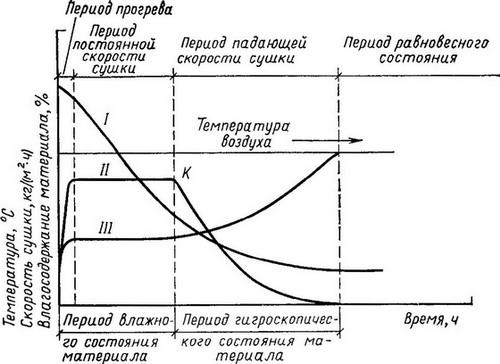 Период прогрева
Период
постоянной
скорости
сушки
Период падающей
скорости сушки
Период равновесного
состояния
Температура, °С
Скорость сушки, кг/(м²·ч)
Влагосодержание материала, %
I
II
III
K
Температура
воздуха
Время, ч
Период влажно-
го состояния
материала
Период гигроскопичес-
кого состояния ма-
териала